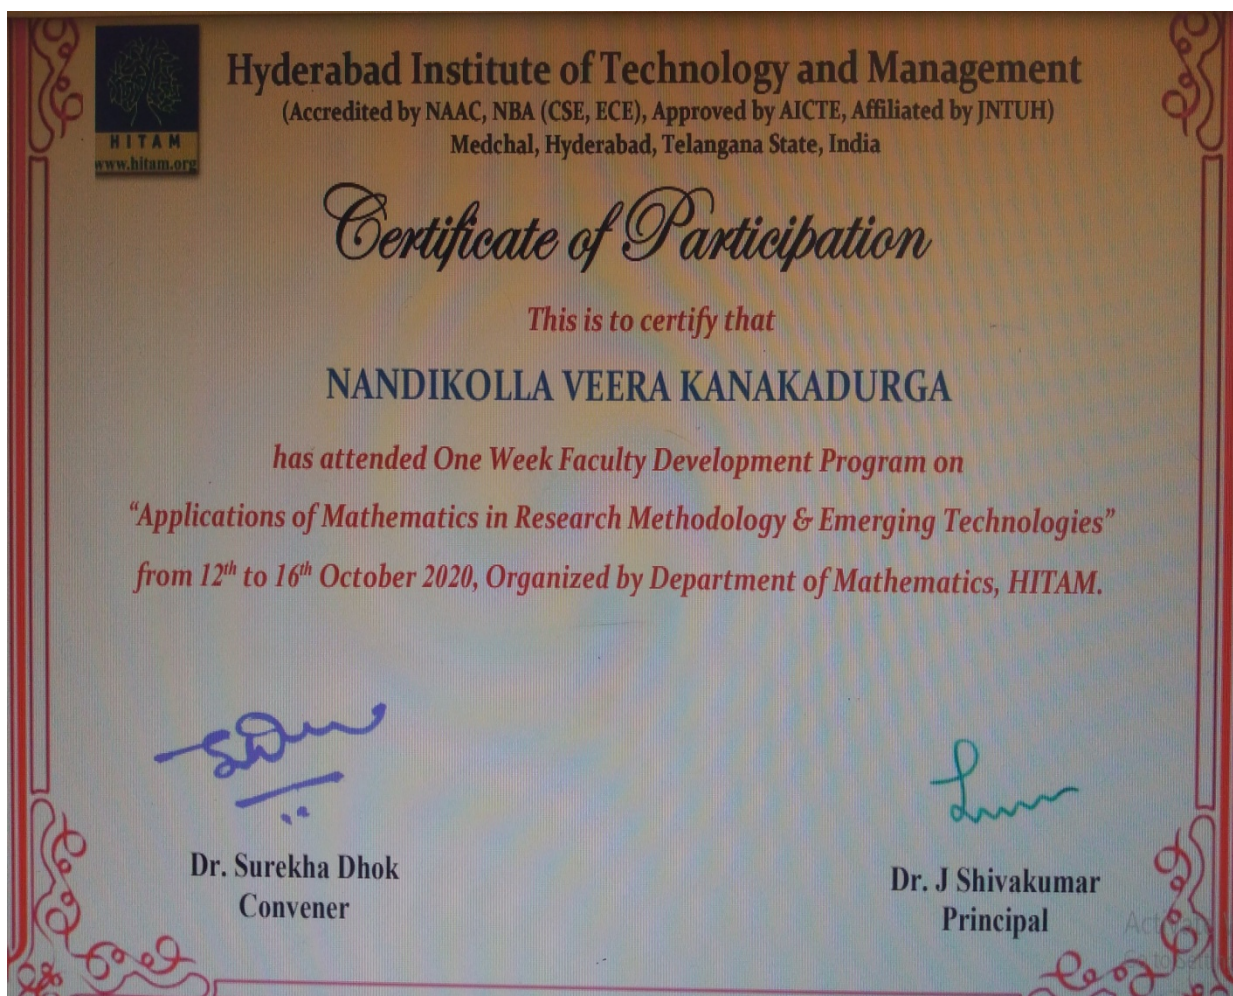 HITAM
www.hitam.org
Hyderabad Institute of Technology and Management
(Accredited by NAAC, NBA (CSE, ECE), Approved by AICTE, Affiliated by JNTUH)
Medchal, Hyderabad, Telangana State, India
Certificate of Participation
This is to certify that
NANDIKOLLA VEERA KANAKADURGA
has attended One Week Faculty Development Program on
“Applications of Mathematics in Research Methodology & Emerging Technologies”
from 12th to 16th October 2020, Organized by Department of Mathematics, HITAM.
Dr. Surekha Dhok
Convener
Dr. J Shivakumar
Principal